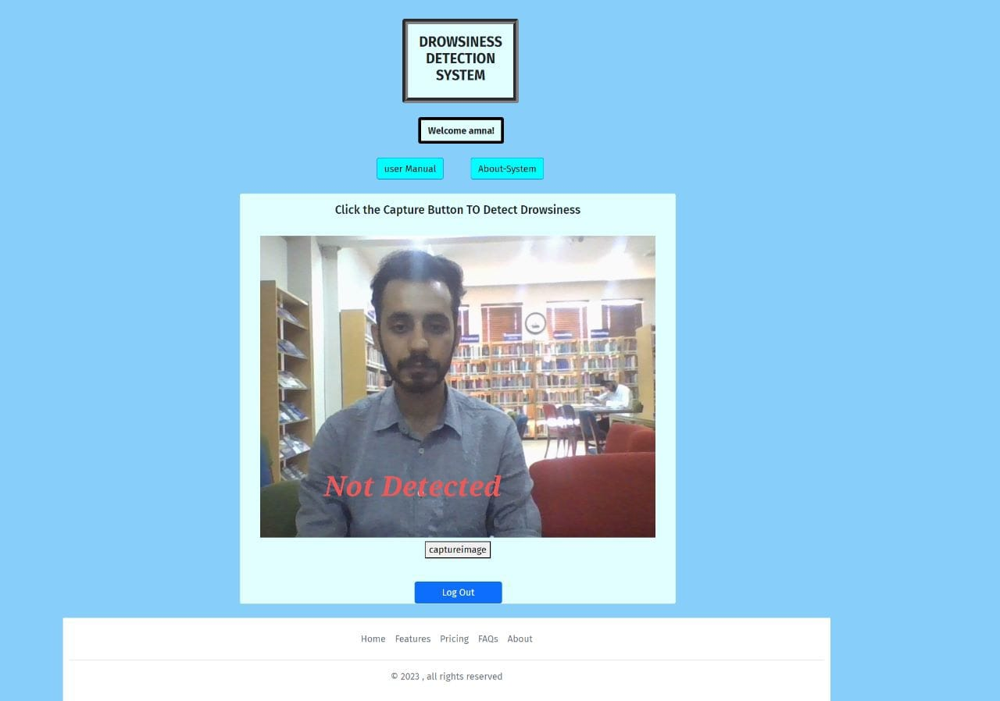 DROWSINESS
DETECTION
SYSTEM
Welcome amna!
user Manual
About-System
Click the Capture Button TO Detect Drowsiness
Not Detected
captureimage
Log Out
Home Features Pricing FAQs About
© 2023 , all rights reserved